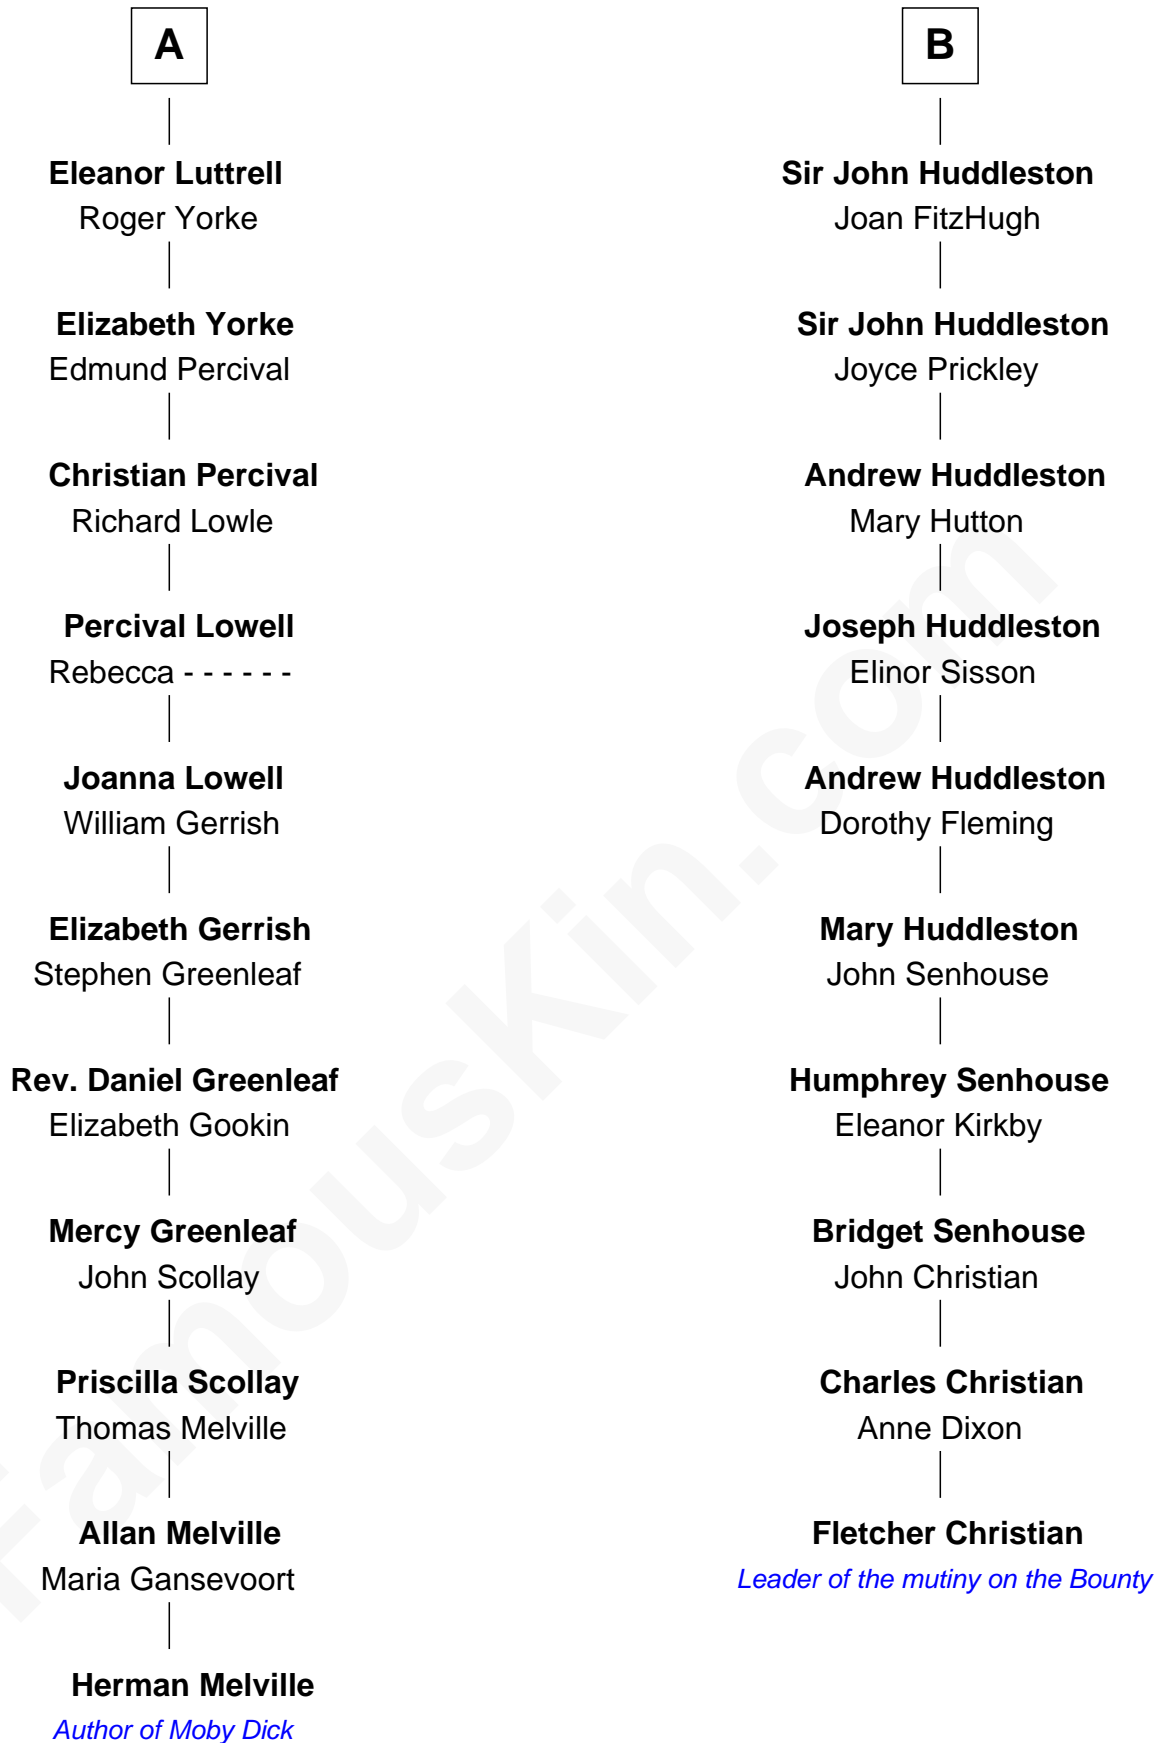 A
Eleanor Luttrell
Roger Yorke
Elizabeth Yorke
Edmund Percival
Christian Percival
Richard Lowle
Percival Lowell
Rebecca - - - - - -
Joanna Lowell
William Gerrish
Elizabeth Gerrish
Stephen Greenleaf
Rev. Daniel Greenleaf
Elizabeth Gookin
Mercy Greenleaf
John Scollay
Priscilla Scollay
Thomas Melville
Allan Melville
Maria Gansevoort
Herman Melville
Author of Moby Dick
B
Sir John Huddleston
Joan FitzHugh
Sir John Huddleston
Joyce Prickley
Andrew Huddleston
Mary Hutton
Joseph Huddleston
Elinor Sisson
Andrew Huddleston
Dorothy Fleming
Mary Huddleston
John Senhouse
Humphrey Senhouse
Eleanor Kirkby
Bridget Senhouse
John Christian
Charles Christian
Anne Dixon
Fletcher Christian
Leader of the mutiny on the Bounty
FamousKin.com